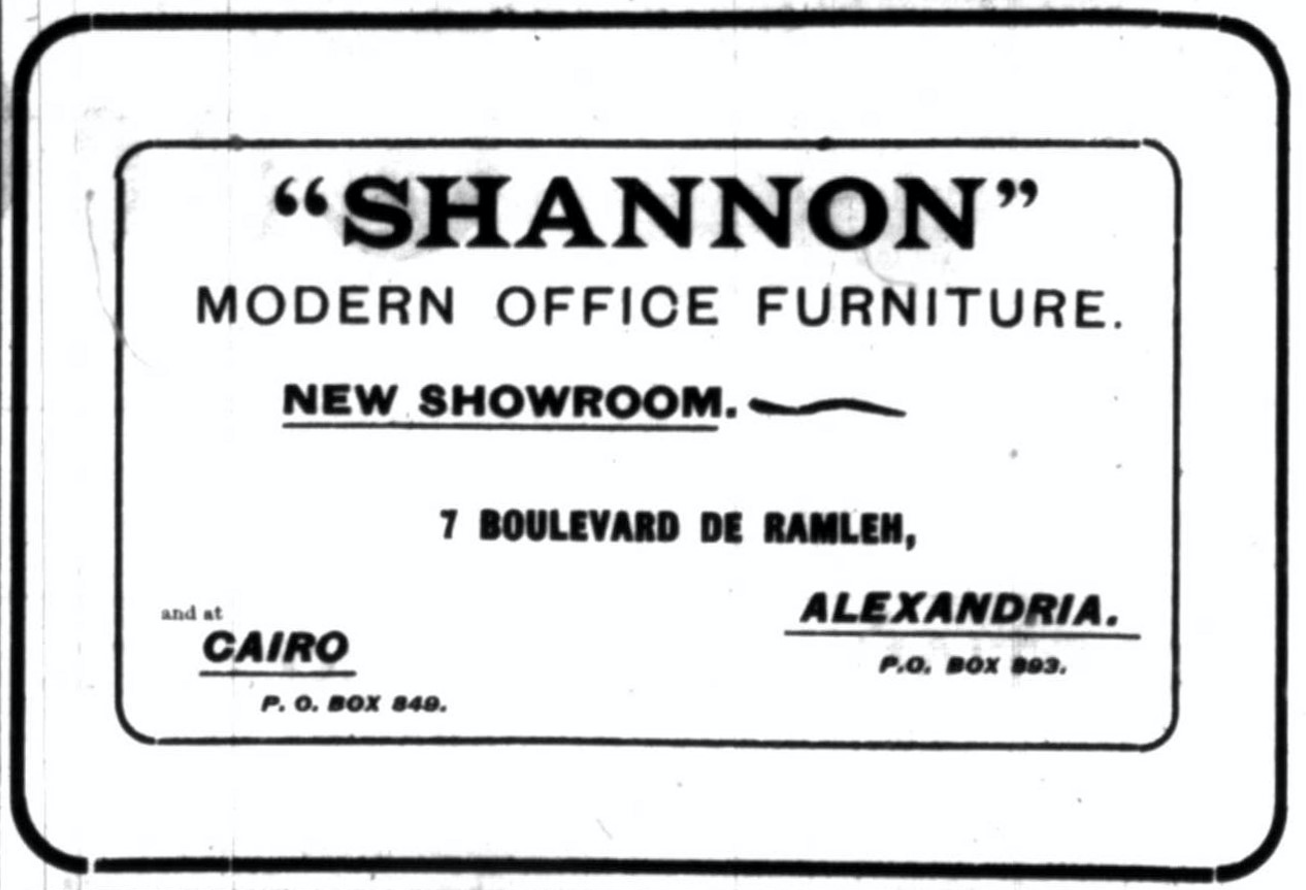 “SHANNON”
MODERN OFFICE FURNITURE.
NEW SHOWROOM.
7 BOULEVARD DE RAMLEH,
ALEXANDRIA.
P.O. BOX 893.
and at
CAIRO
P. O. BOX 849.